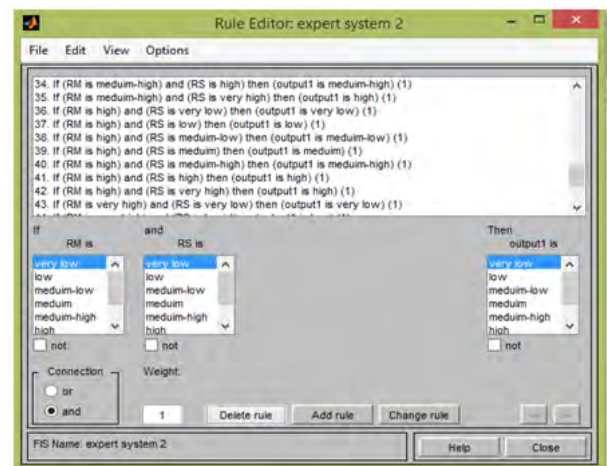 Rule Editor: expert system 2
File Edit View Options
34. If (RM is meduim-high) and (RS is high) then (output1 is meduim-high) (1)
35. If (RM is meduim-high) and (RS is very high) then (output1 is high) (1)
36. If (RM is high) and (RS is very low) then (output1 is very low) (1)
37. If (RM is high) and (RS is low) then (output1 is low) (1)
38. If (RM is high) and (RS is meduim-low) then (output1 is meduim-low) (1)
39. If (RM is high) and (RS is meduim) then (output1 is meduim) (1)
40. If (RM is high) and (RS is meduim-high) then (output1 is meduim-high) (1)
41. If (RM is high) and (RS is high) then (output1 is high) (1)
42. If (RM is high) and (RS is very high) then (output1 is high) (1)
43. If (RM is very high) and (RS is very low) then (output1 is very low) (1)
If and Then
RM is RS is output1 is
very low very low very low
low low low
meduim-low meduim-low meduim-low
meduim meduim meduim
meduim-high meduim-high meduim-high
high high high
not not not
Connection Weight:
or
and 1 Delete rule Add rule Change rule
FIS Name: expert system 2 Help Close